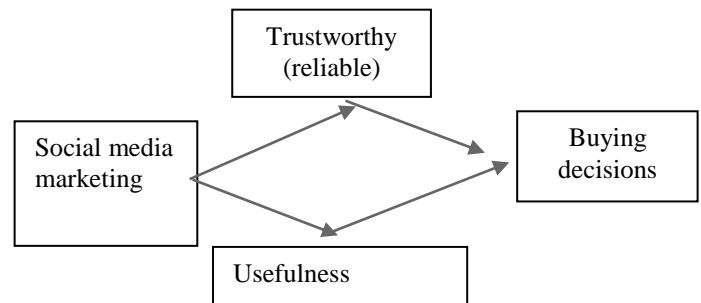 Trustworthy
(reliable)
Social media
marketing
Buying
decisions
Usefulness